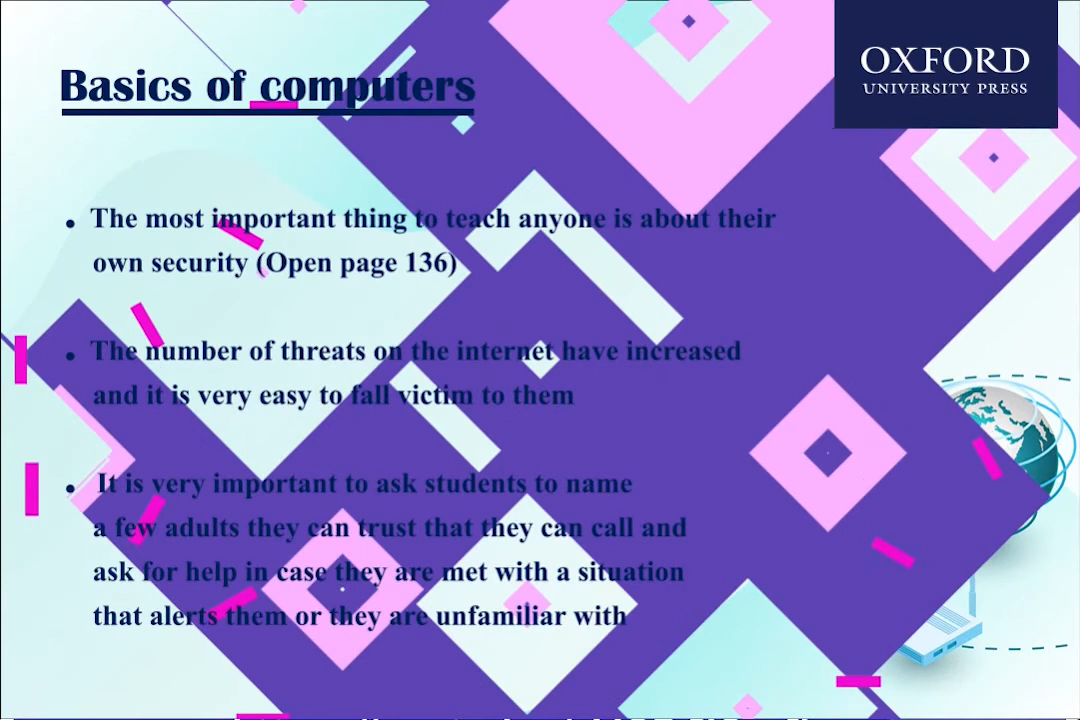 OXFORD
UNIVERSITY PRESS
Basics of computers
• The most important thing to teach anyone is about their
own security (Open page 136)
• The number of threats on the internet have increased
and it is very easy to fall victim to them
• It is very important to ask students to name
a few adults they can trust that they can call and
ask for help in case they are met with a situation
that alerts them or they are unfamiliar with